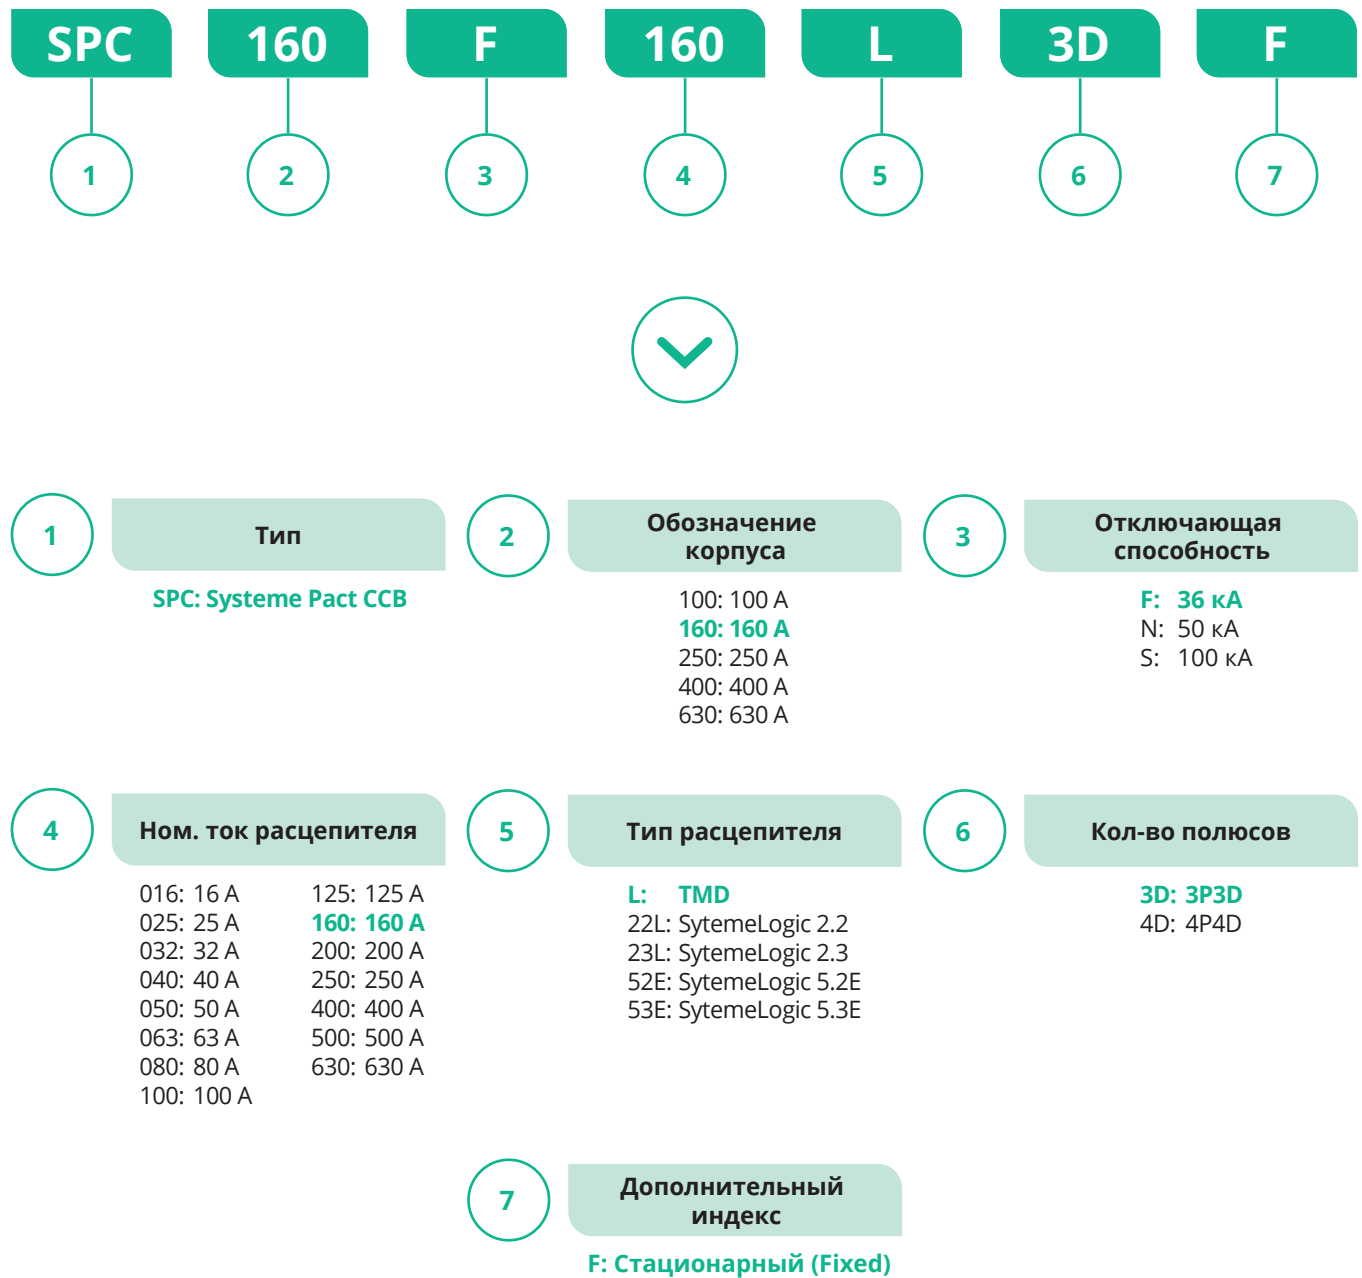 SPC 160 F 160 L 3D F
1 2 3 4 5 6 7
1
Тип
SPC: Systeme Pact CCB
2
Обозначение
корпуса
100: 100 А
160: 160 А
250: 250 А
400: 400 А
630: 630 А
3
Отключающая
способность
F: 36 кА
N: 50 кА
S: 100 кА
4
Ном. ток расцепителя
016: 16 А
025: 25 А
032: 32 А
040: 40 А
050: 50 А
063: 63 А
080: 80 А
100: 100 А
125: 125 А
160: 160 А
200: 200 А
250: 250 А
400: 400 А
500: 500 А
630: 630 А
5
Тип расцепителя
L: TMD
22L: SytemeLogic 2.2
23L: SytemeLogic 2.3
52E: SytemeLogic 5.2E
53E: SytemeLogic 5.3E
6
Кол-во полюсов
3D: 3P3D
4D: 4P4D
7
Дополнительный
индекс
F: Стационарный (Fixed)